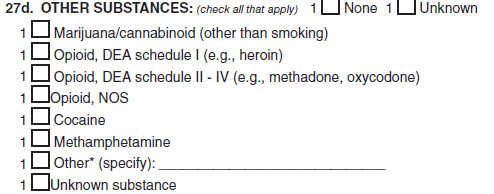 27d. OTHER SUBSTANCES: (check all that apply) 1 None 1 Unknown
1 Marijuana/cannabinoid (other than smoking)
1 Opioid, DEA schedule I (e.g., heroin)
1 Opioid, DEA schedule II - IV (e.g., methadone, oxycodone)
1 Opioid, NOS
1 Cocaine
1 Methamphetamine
1 Other* (specify): ____________________________
1 Unknown substance